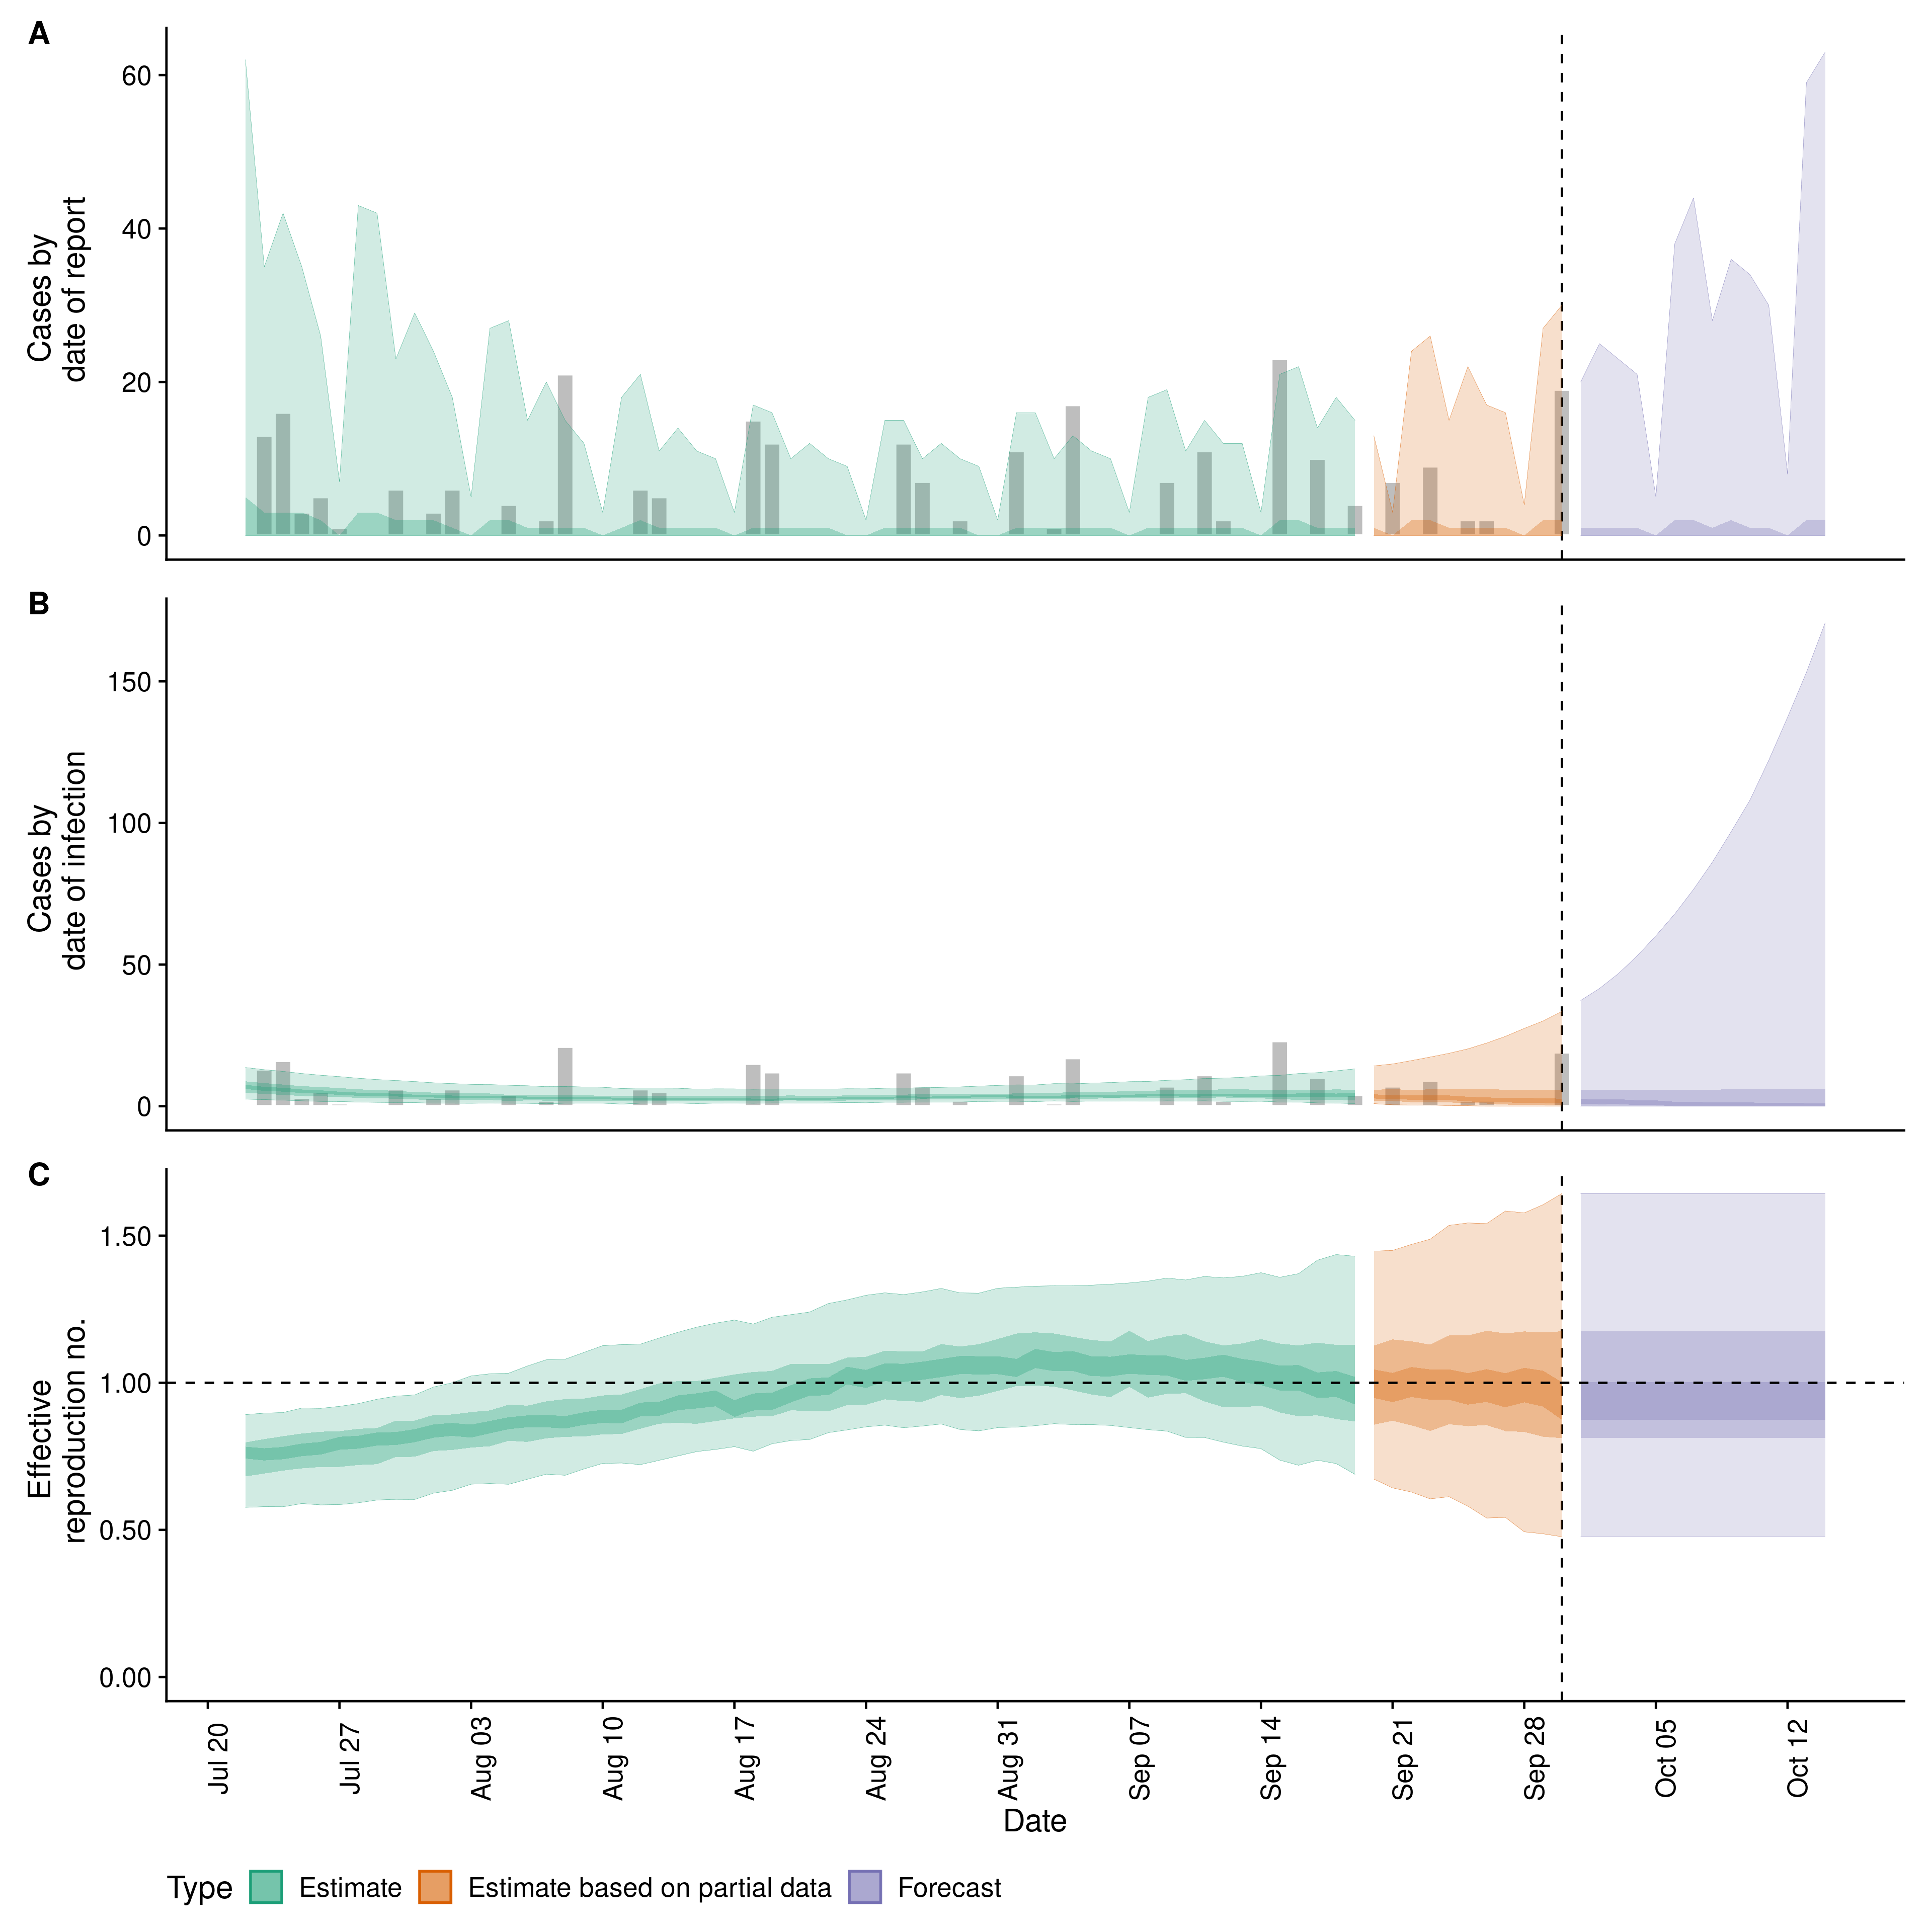 A
Cases by
date of report
60
40
20
0
B
Cases by
date of infection
150
100
50
0
C
Effective
reproduction no.
1.50
1.00
0.50
0.00
Jul 20
Jul 27
Aug 03
Aug 10
Aug 17
Aug 24
Aug 31
Sep 07
Sep 14
Sep 21
Sep 28
Oct 05
Oct 12
Date
Type Estimate Estimate based on partial data Forecast